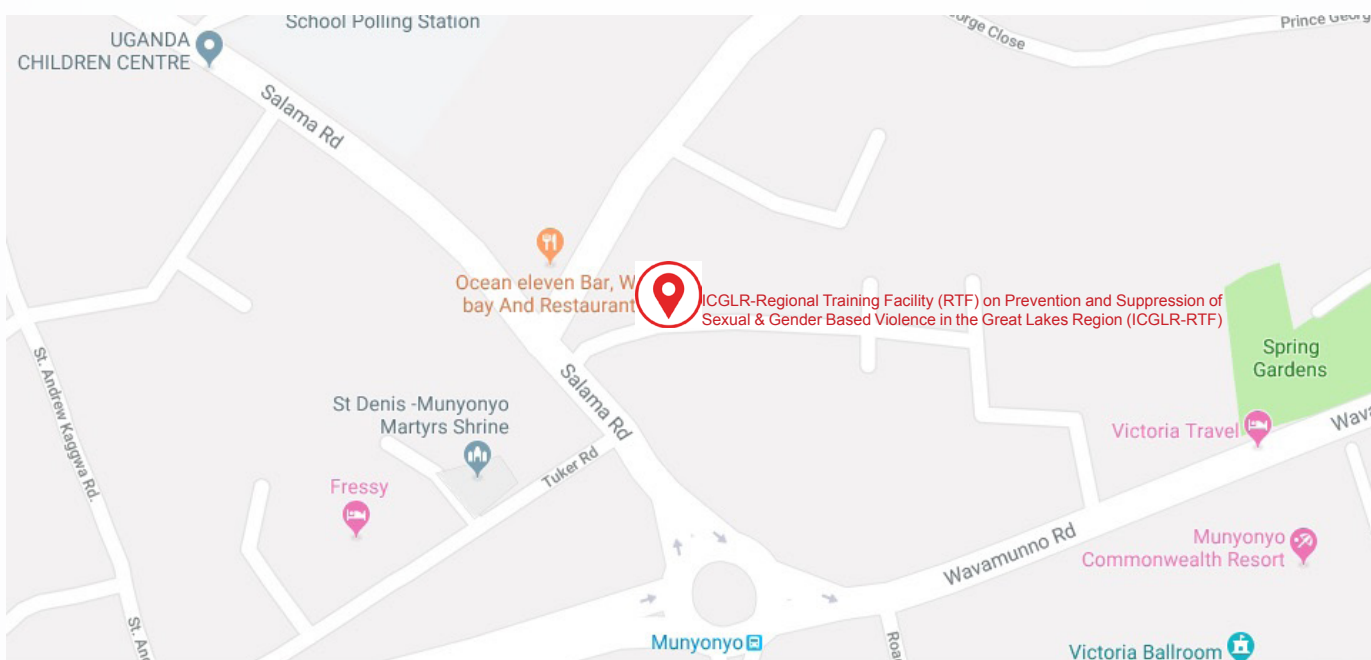 School Polling Station
UGANDA
CHILDREN CENTRE
Salama Rd
Close
Prince
Ocean eleven Bar, W
bay And Restaurant
ICGLR-Regional Training Facility (RTF) on Prevention and Suppression of
Sexual & Gender Based Violence in the Great Lakes Region (ICGLR-RTF)
Spring
Gardens
St. Andrew Kaggwa Rd.
Salama Rd
St Denis -Munyonyo
Martyrs Shrine
Tuker Rd
Victoria Travel
Fressy
Wavamunno Rd
Munyonyo
Commonwealth Resort
St.
Munyonyo
Victoria Ballroom